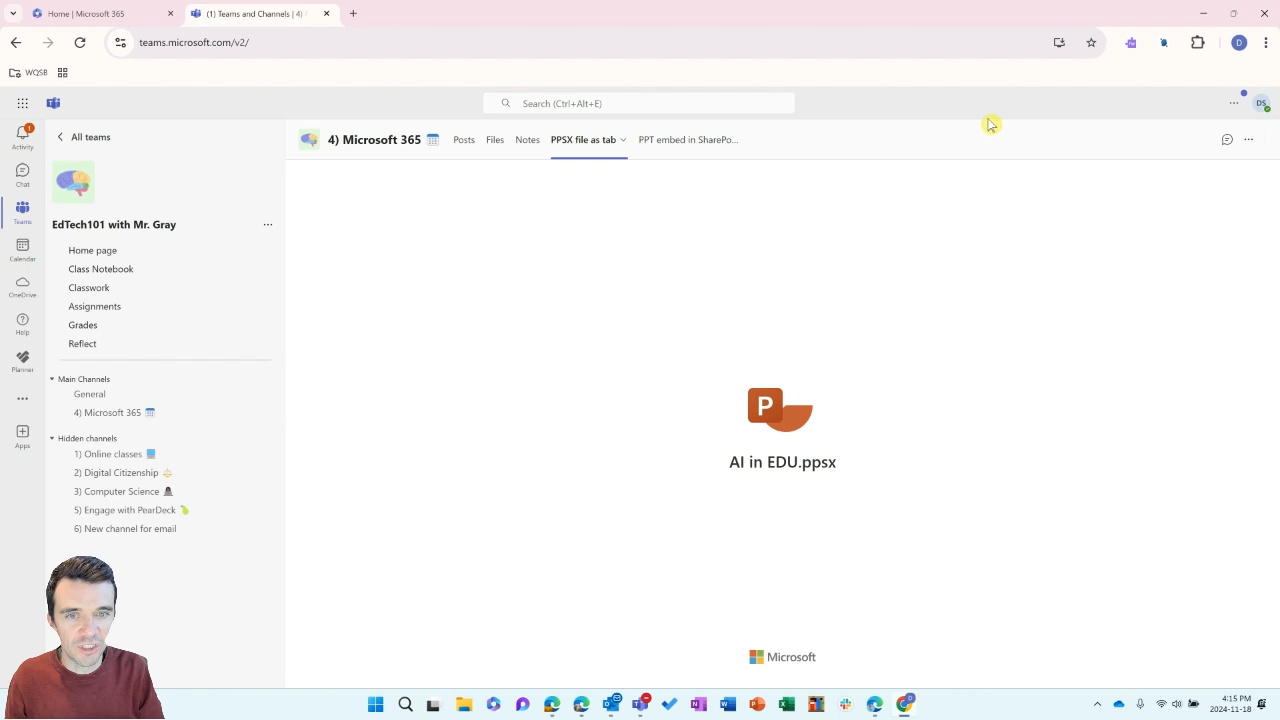 Home | Microsoft 365
(1) Teams and Channels | 4)
teams.microsoft.com/v2/
WQSB
Search (Ctrl+Alt+E)
DS
1
Activity
Chat
Teams
Calendar
OneDrive
Help
Planner
Apps
All teams
EdTech101 with Mr. Gray
Home page
Class Notebook
Classwork
Assignments
Grades
Reflect
Main Channels
General
4) Microsoft 365
Hidden channels
1) Online classes
2) Digital Citizenship
3) Computer Science
5) Engage with PearDeck
6) New channel for email
4) Microsoft 365
Posts
Files
Notes
PPSX file as tab
PPT embed in SharePo...
P
AI in EDU.ppsx
Microsoft
4:15 PM
2024-11-18